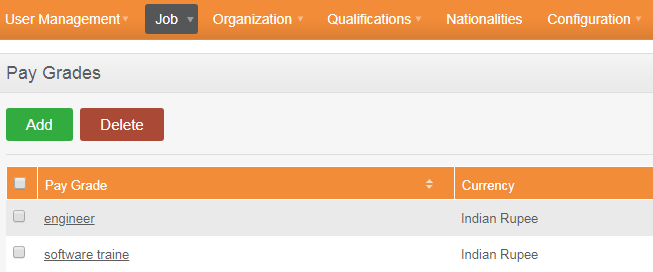 User Management Job Organization Qualifications Nationalities Configuration
Pay Grades
Add Delete
Pay Grade Currency
engineer Indian Rupee
software traine Indian Rupee